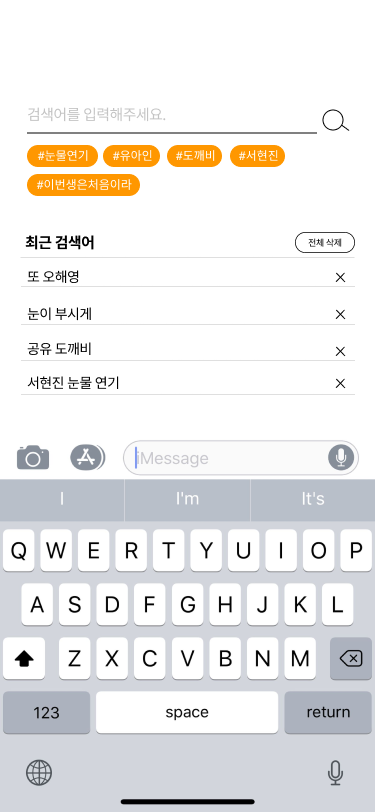 검색어를 입력해주세요.
#눈물연기 #유아인 #도깨비 #서현진
#이번생은처음이라
최근 검색어 전체 삭제
또 오해영
눈이 부시게
공유 도깨비
서현진 눈물 연기
iMessage
I I'm It's
Q W E R T Y U I O P
A S D F G H J K L
Z X C V B N M
123 space return